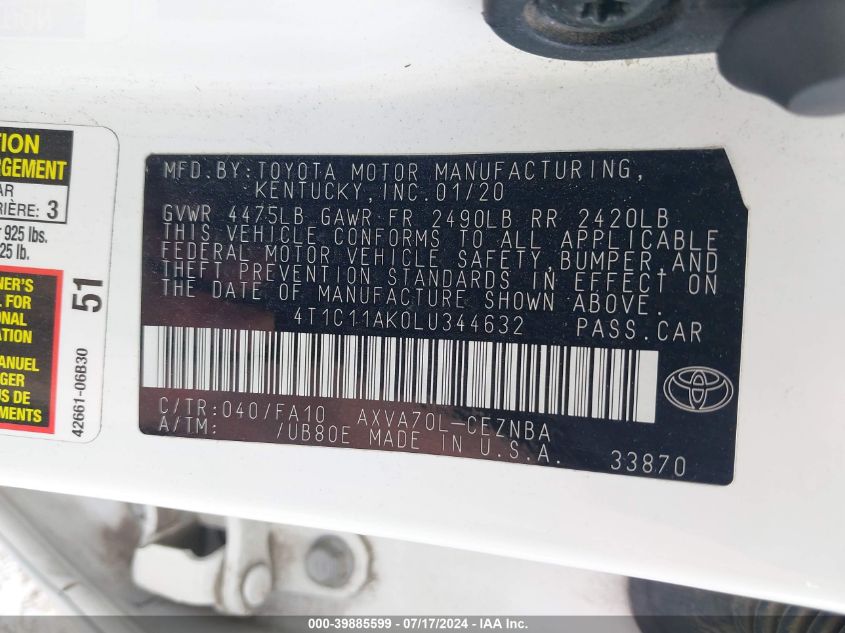 TION
RGEMENT
AR
RIÈRE: 3
925 lbs.
25 lb.
NER'S
FOR
ONAL
ATION
MANUEL
GER
US DE
MENTS
51
42661-06B30
MFD.BY:TOYOTA MOTOR MANUFACTURING,
KENTUCKY,INC.01/20
GVWR 4475LB GAWR FR 2490LB RR 2420LB
THIS VEHICLE CONFORMS TO ALL APPLICABLE
FEDERAL MOTOR VEHICLE SAFETY,BUMPER,AND
THEFT PREVENTION STANDARDS IN EFFECT ON
THE DATE OF MANUFACTURE SHOWN ABOVE.
4T1C11AK0LU344632 PASS.CAR
C/TR:040/FA10 AXVA70L-CEZNBA
A/TM: /UB80E MADE IN U.S.A. 33870
000-39885599 - 07/17/2024 - IAAI.com